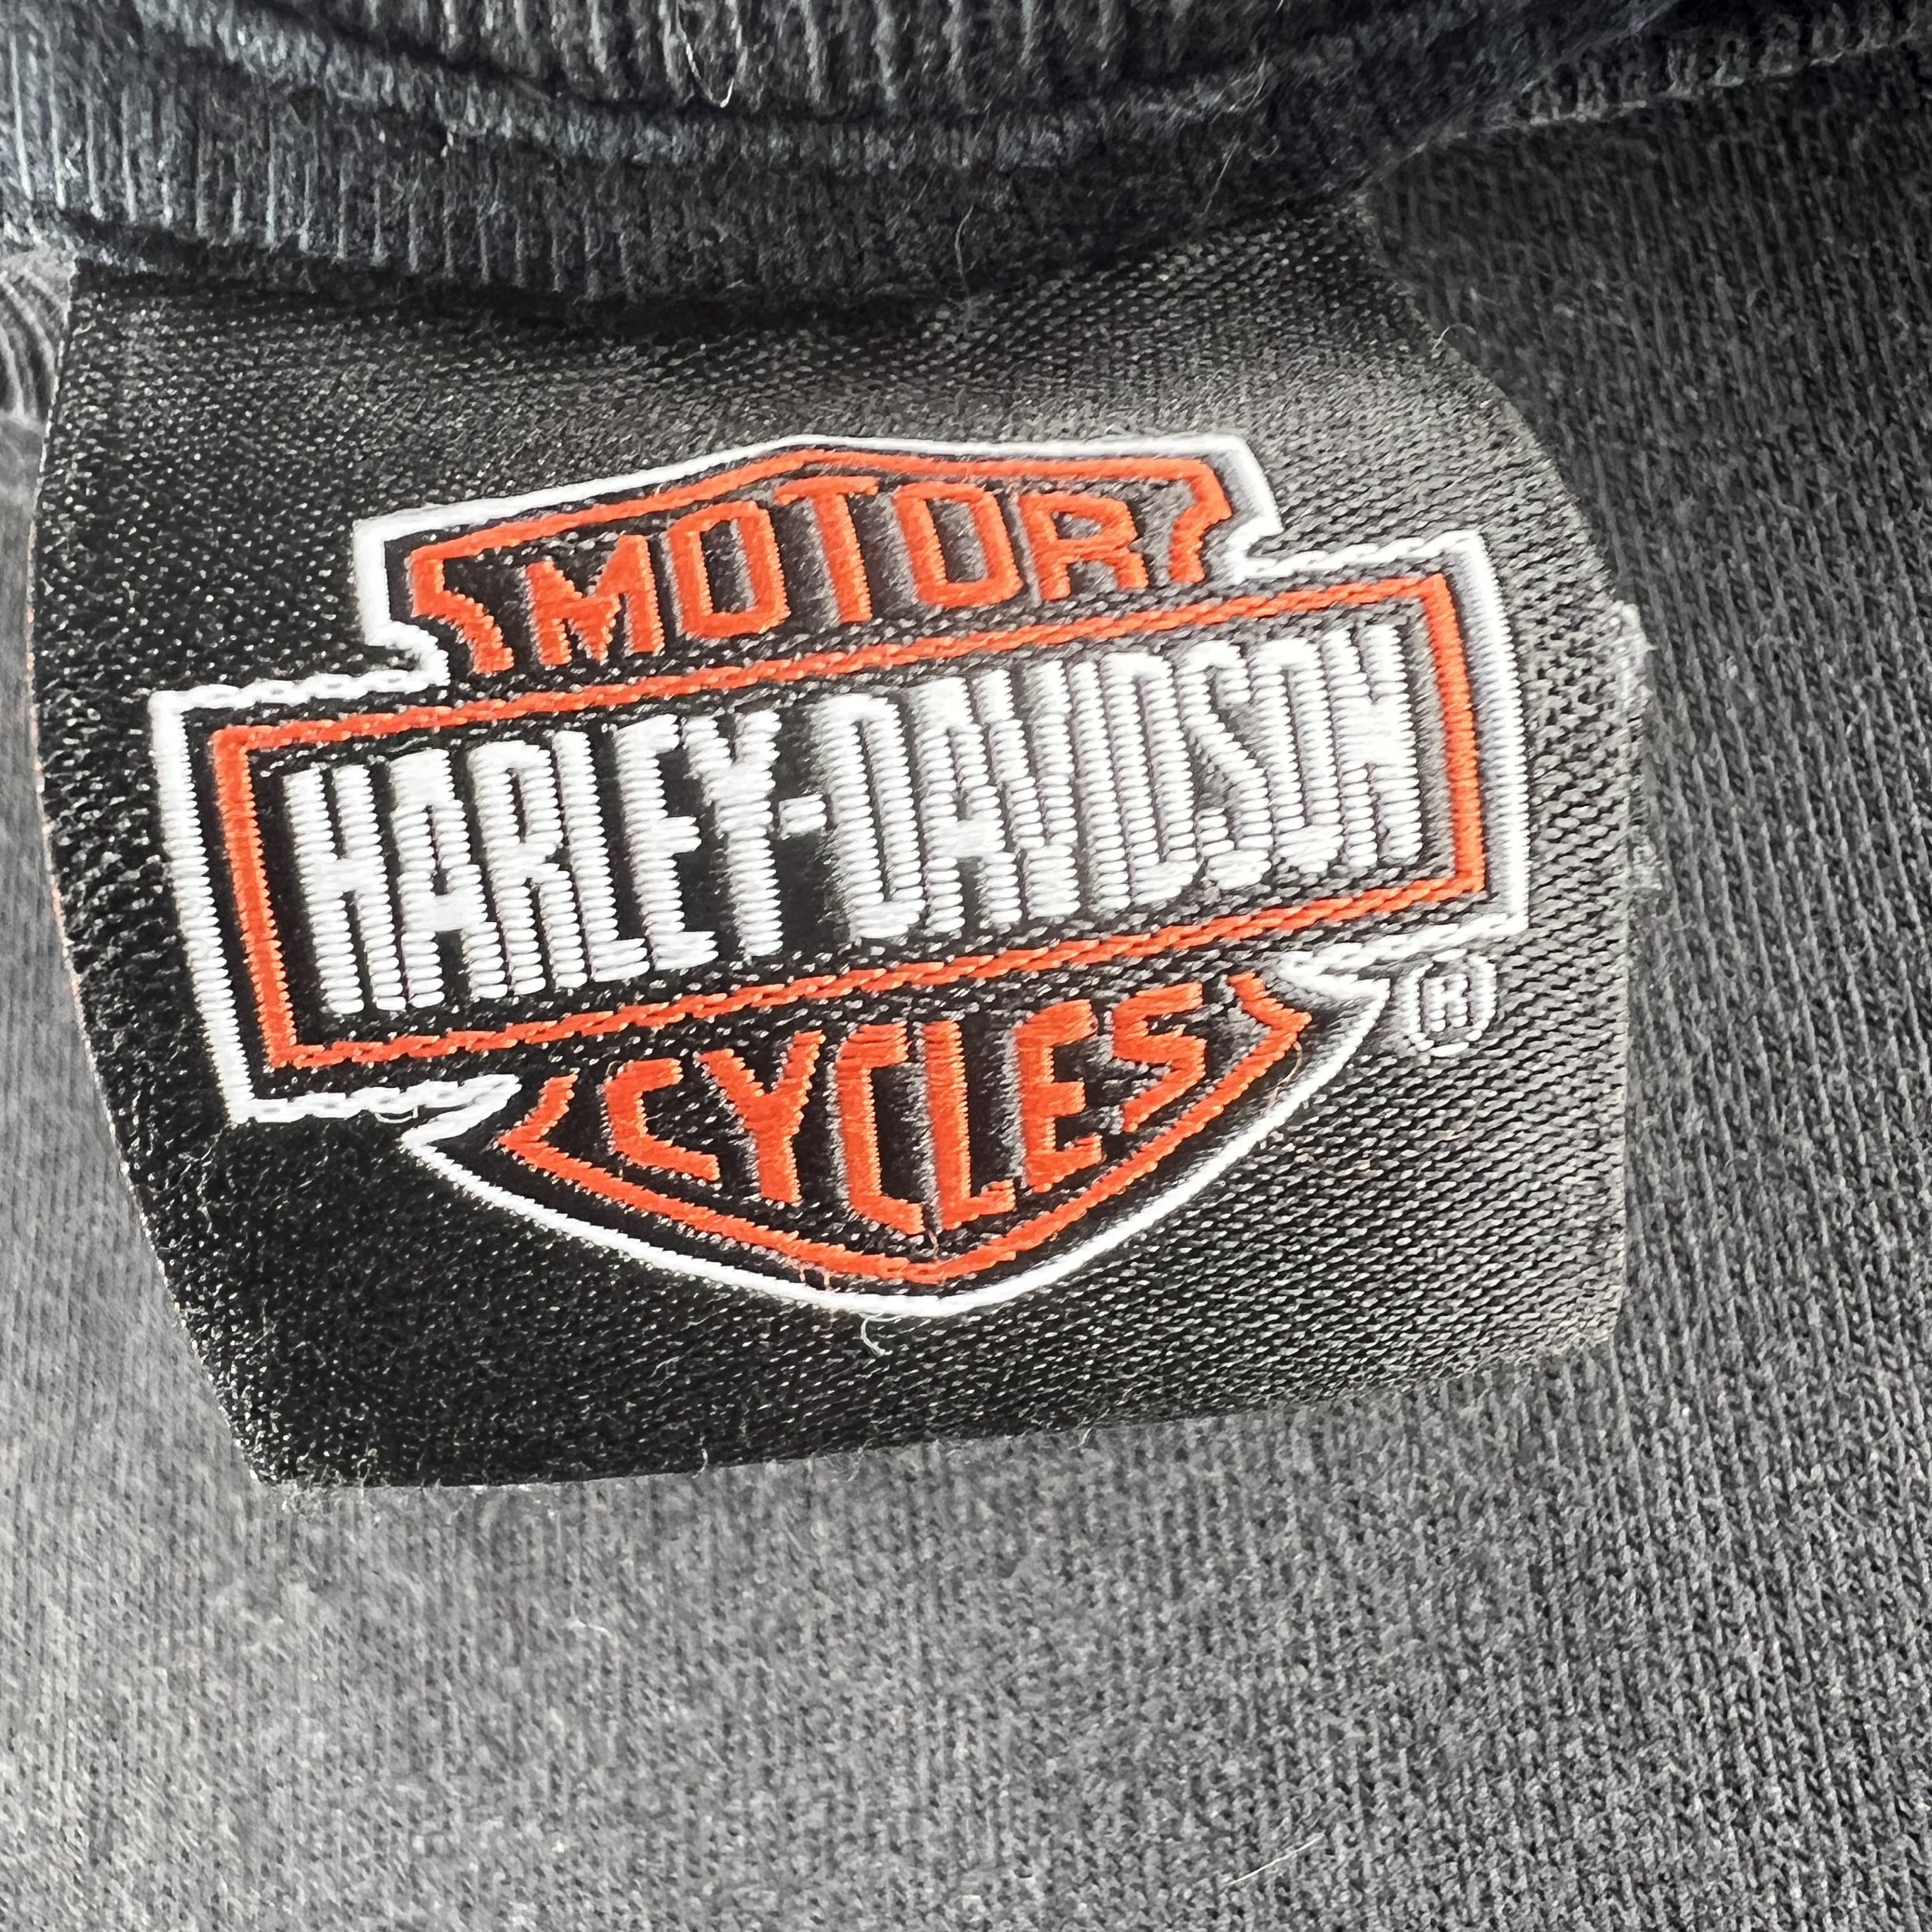 MOTOR
HARLEY-DAVIDSON
CYCLES
®